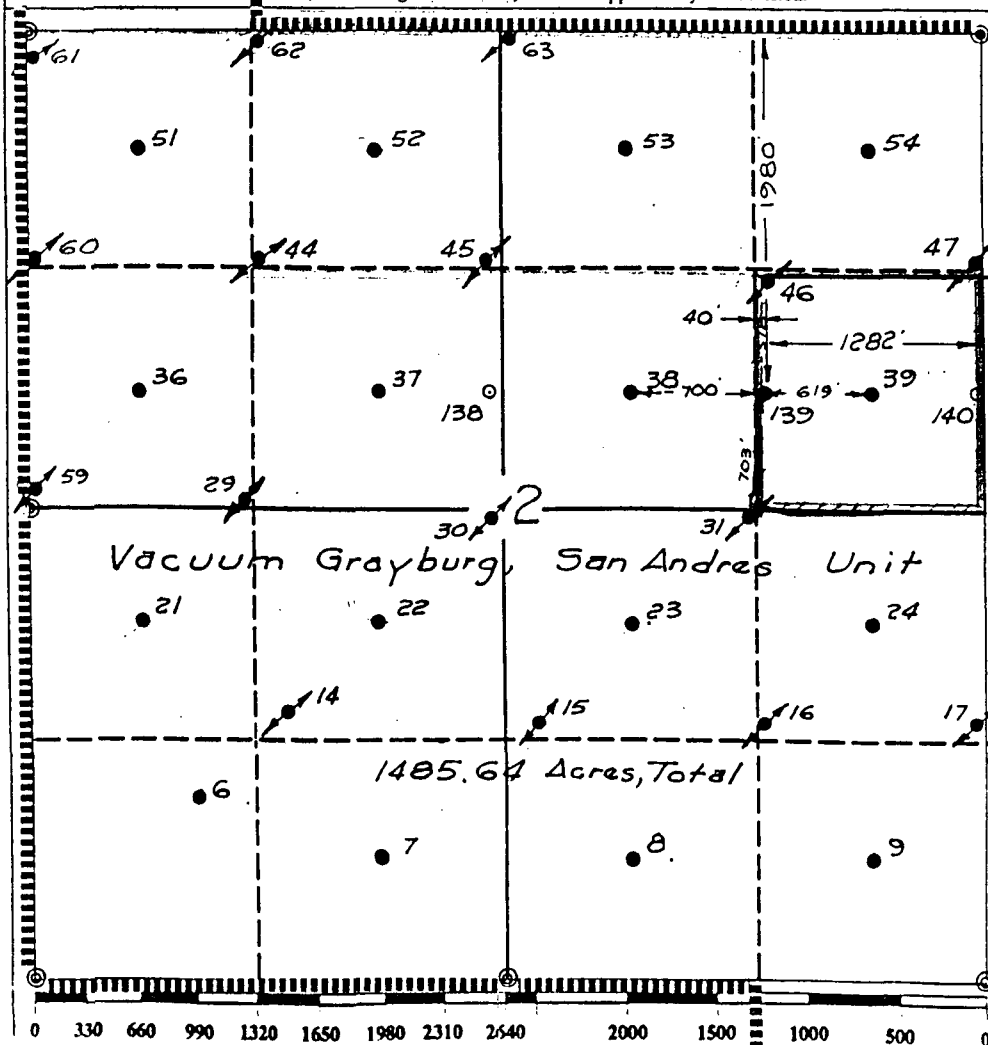 61 62 63
51 52 53 54
1980'
60 44 45 47
46
40'
1282'
36 37 38 700' 619' 39
138 139 140
703'
59 29
30 2 31
Vacuum Grayburg, San Andres Unit
21 22 23 24
14 15 16 17
1485.64 Acres, Total
6
7 8 9
0 330 660 990 1320 1650 1980 2310 2640 2000 1500 1000 500 0